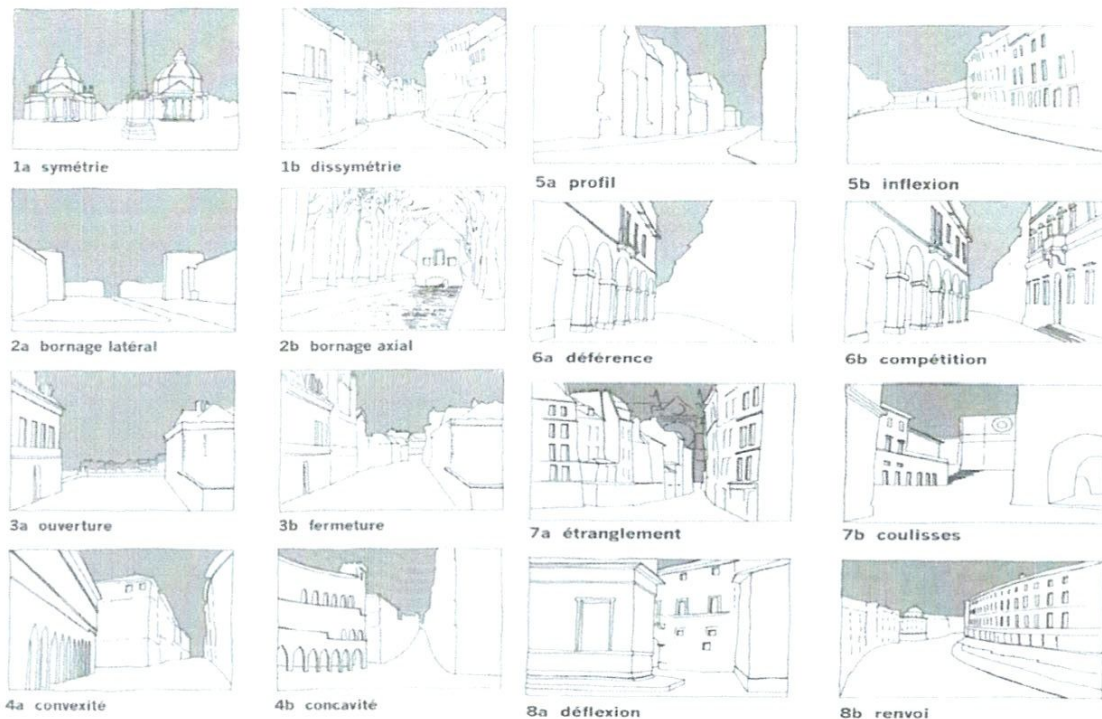 1a symétrie
1b dissymétrie
5a profil
5b inflexion
2a bornage latéral
2b bornage axial
6a déférence
6b compétition
3a ouverture
3b fermeture
7a étranglement
7b coulisses
4a convexité
4b concavité
8a déflexion
8b renvoi